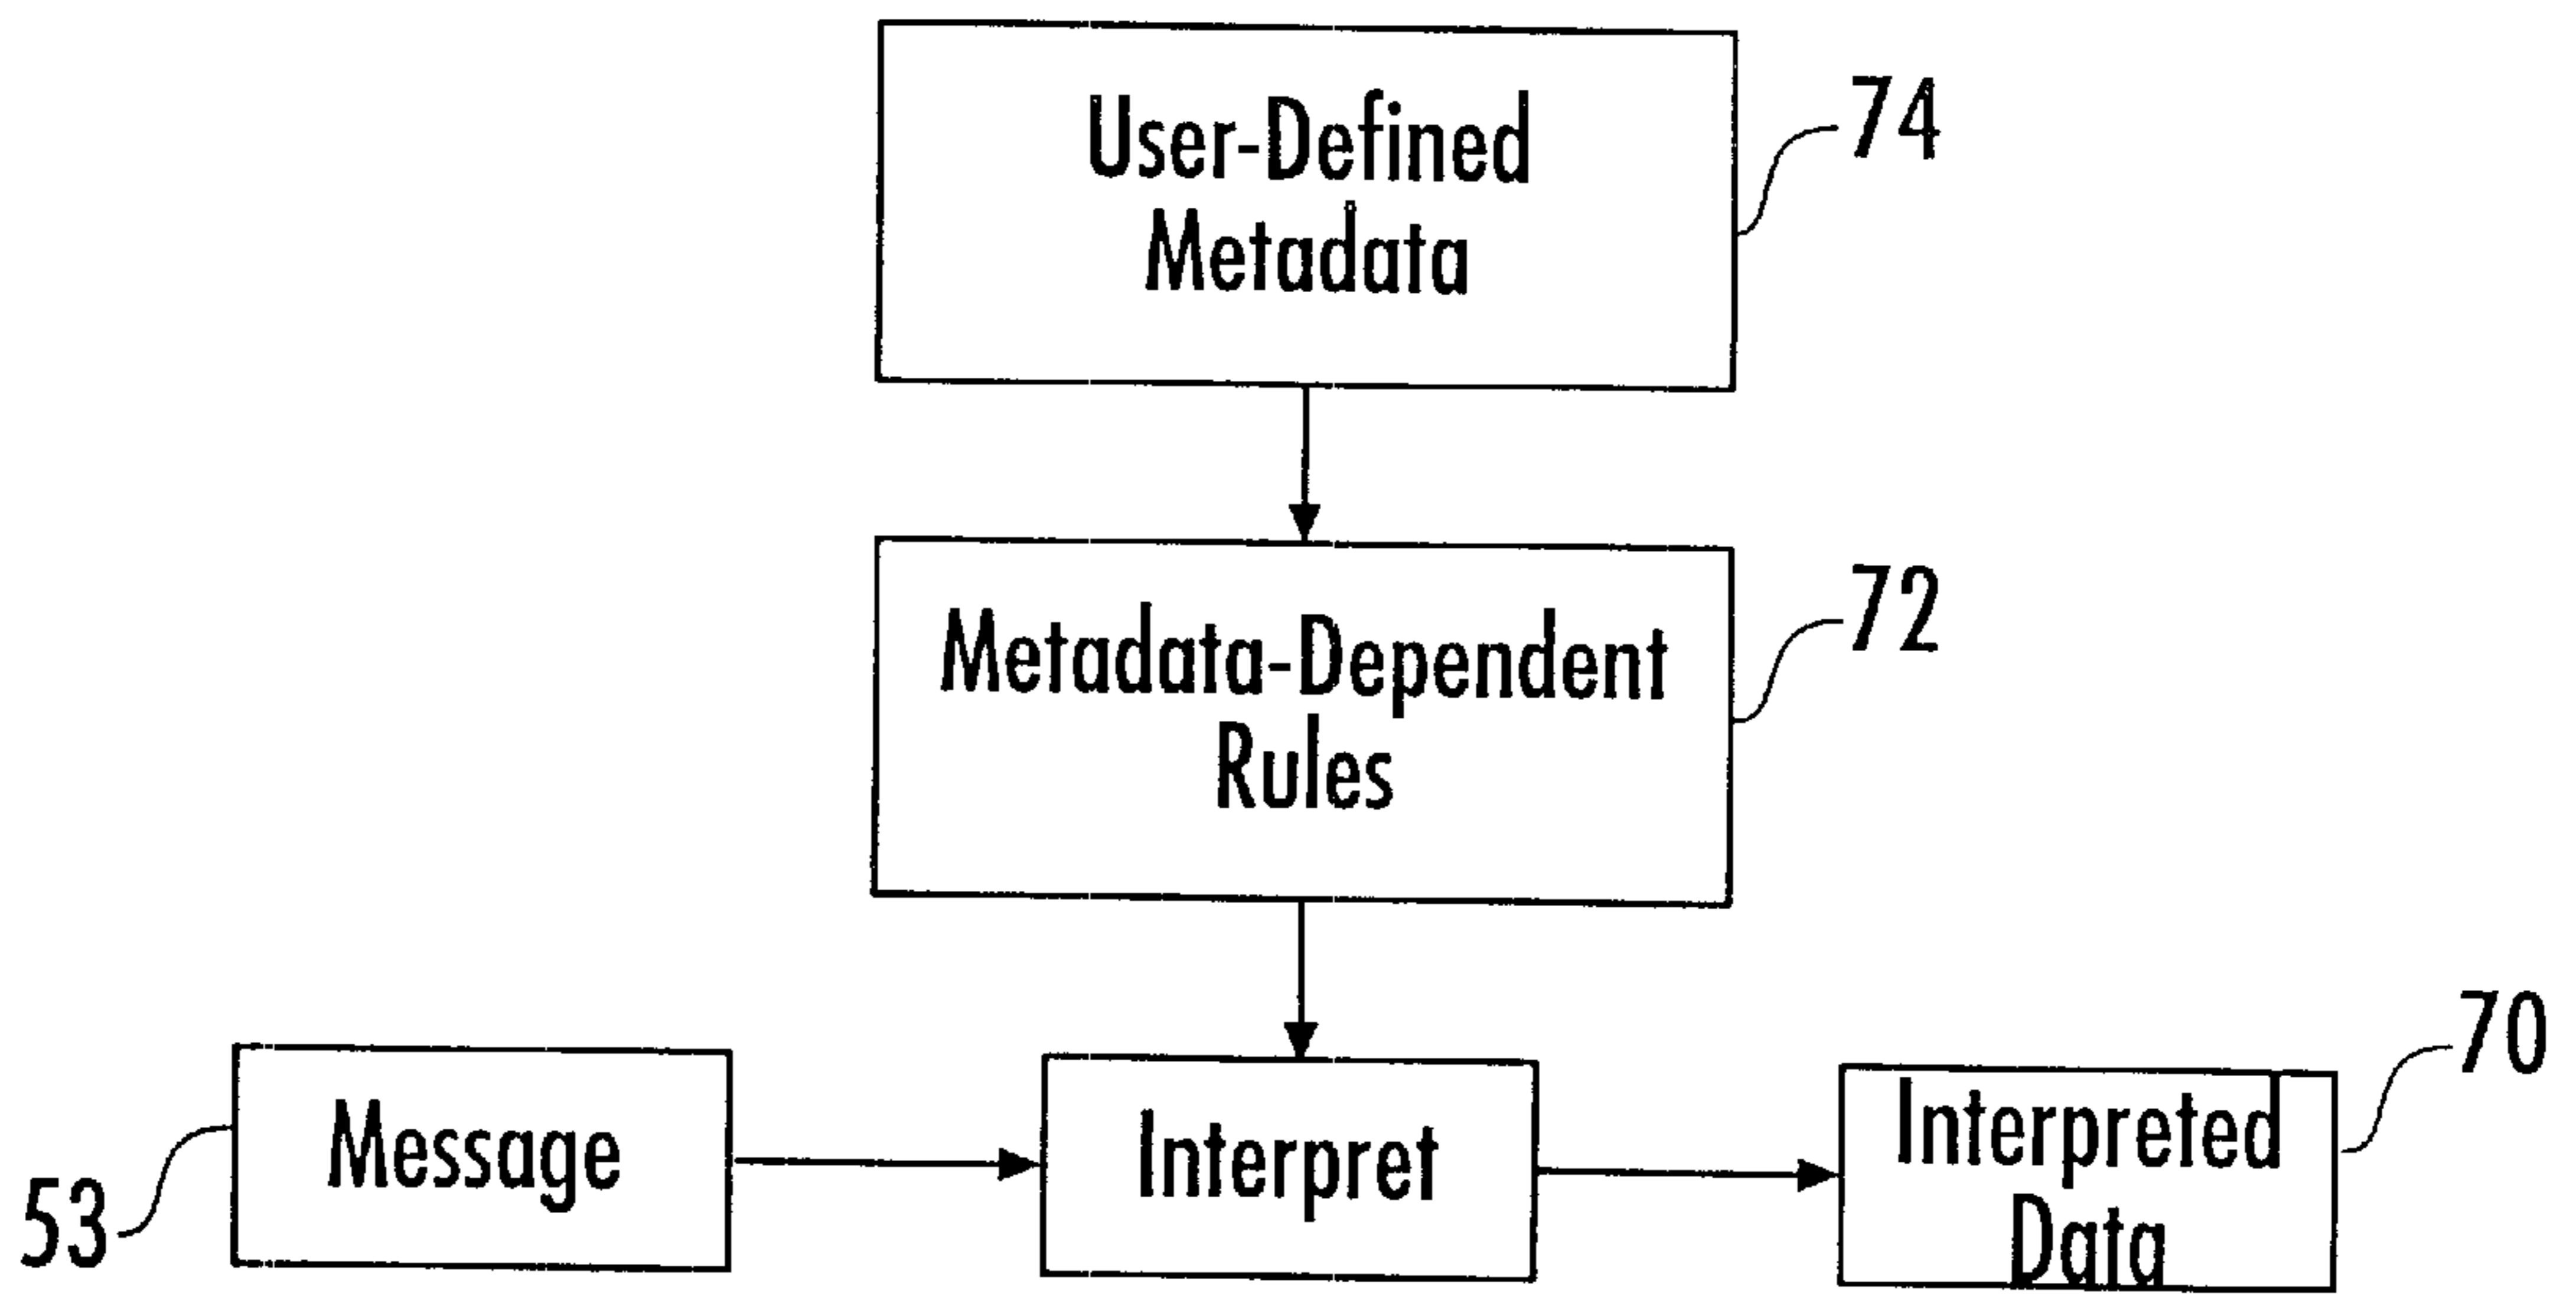 User-Defined
Metadata
74
Metadata-Dependent
Rules
72
53
Message
Interpret
Interpreted
Data
70